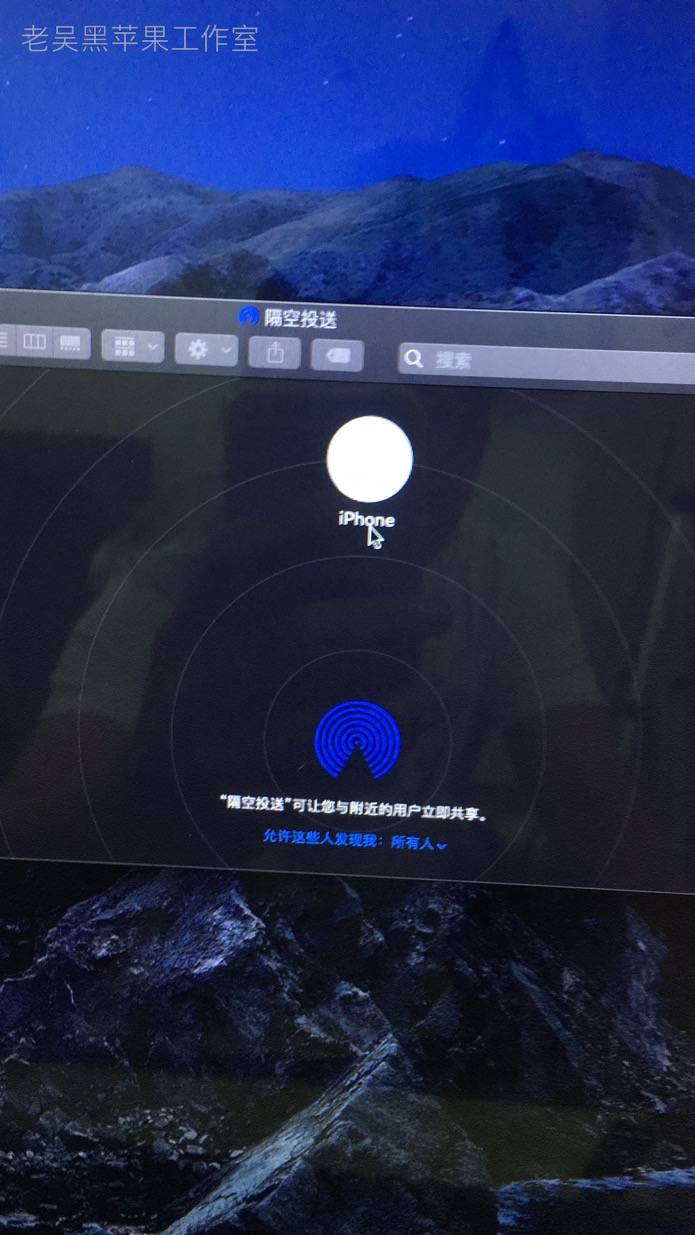 老吴黑苹果工作室
隔空投送
搜索
iPhone
“隔空投送”可让您与附近的用户立即共享。
允许这些人发现我：所有人